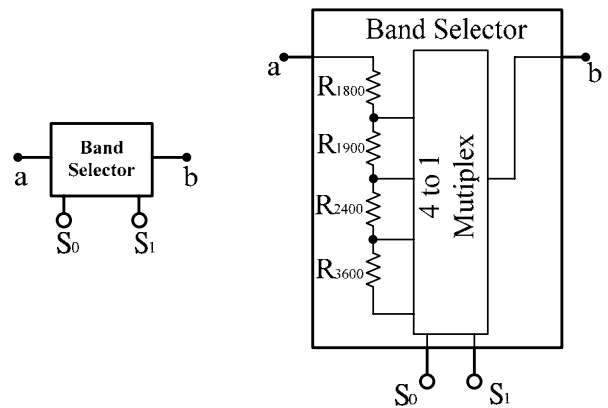 Band
Selector
a
b
S0
S1
Band Selector
a
b
R1800
R1900
R2400
R3600
4 to 1
Mutiplex
S0
S1